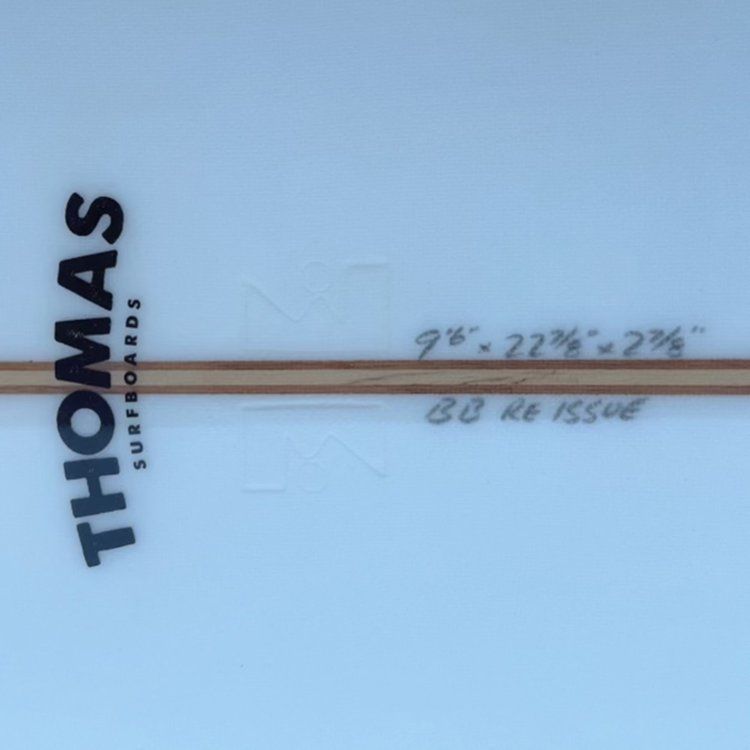 THOMAS
SURFBOARDS
9'6" x 22 7/8" x 2 7/8"
BB RE ISSUE